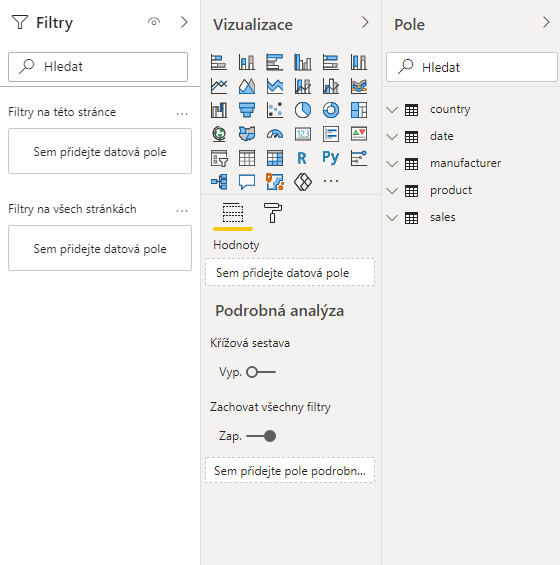 Filtry
Hledat
Filtry na této stránce
...
Sem přidejte datová pole
Filtry na všech stránkách
...
Sem přidejte datová pole
Vizualizace
123
R
Py
...
Hodnoty
Sem přidejte datová pole
Podrobná analýza
Křížová sestava
Vyp.
Zachovat všechny filtry
Zap.
Sem přidejte pole podrobn...
Pole
Hledat
country
date
manufacturer
product
sales